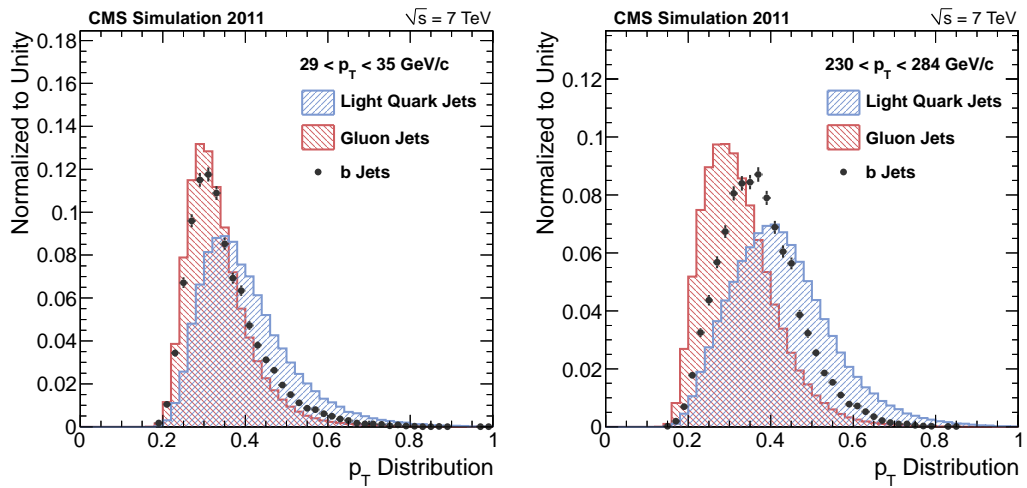 CMS Simulation 2011 √s = 7 TeV
Normalized to Unity
0.18
0.16
0.14
0.12
0.1
0.08
0.06
0.04
0.02
0
29 < p_T < 35 GeV/c
Light Quark Jets
Gluon Jets
b Jets
0 0.2 0.4 0.6 0.8 1
p_T Distribution
CMS Simulation 2011 √s = 7 TeV
Normalized to Unity
0.12
0.1
0.08
0.06
0.04
0.02
0
230 < p_T < 284 GeV/c
Light Quark Jets
Gluon Jets
b Jets
0 0.2 0.4 0.6 0.8 1
p_T Distribution